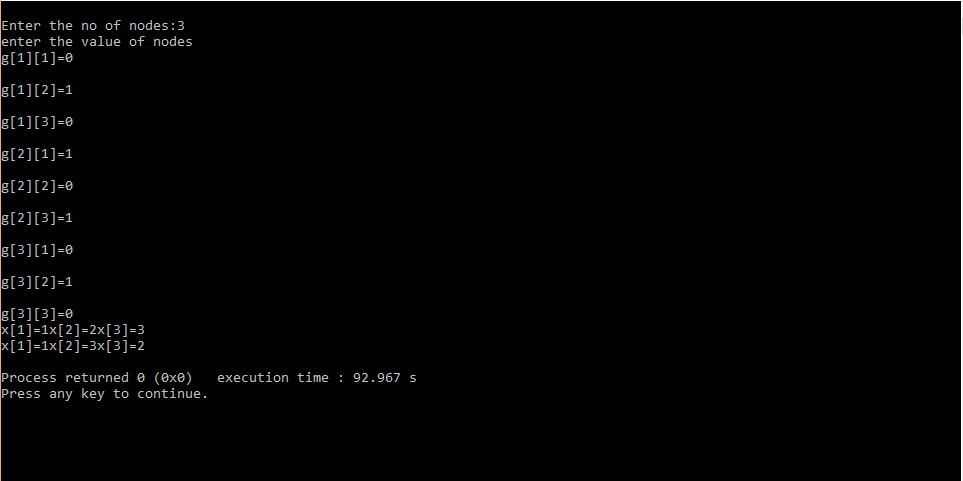 Enter the no of nodes:3
enter the value of nodes
g[1][1]=0
g[1][2]=1
g[1][3]=0
g[2][1]=1
g[2][2]=0
g[2][3]=1
g[3][1]=0
g[3][2]=1
g[3][3]=0
x[1]=1x[2]=2x[3]=3
x[1]=1x[2]=3x[3]=2
Process returned 0 (0x0)   execution time : 92.967 s
Press any key to continue.